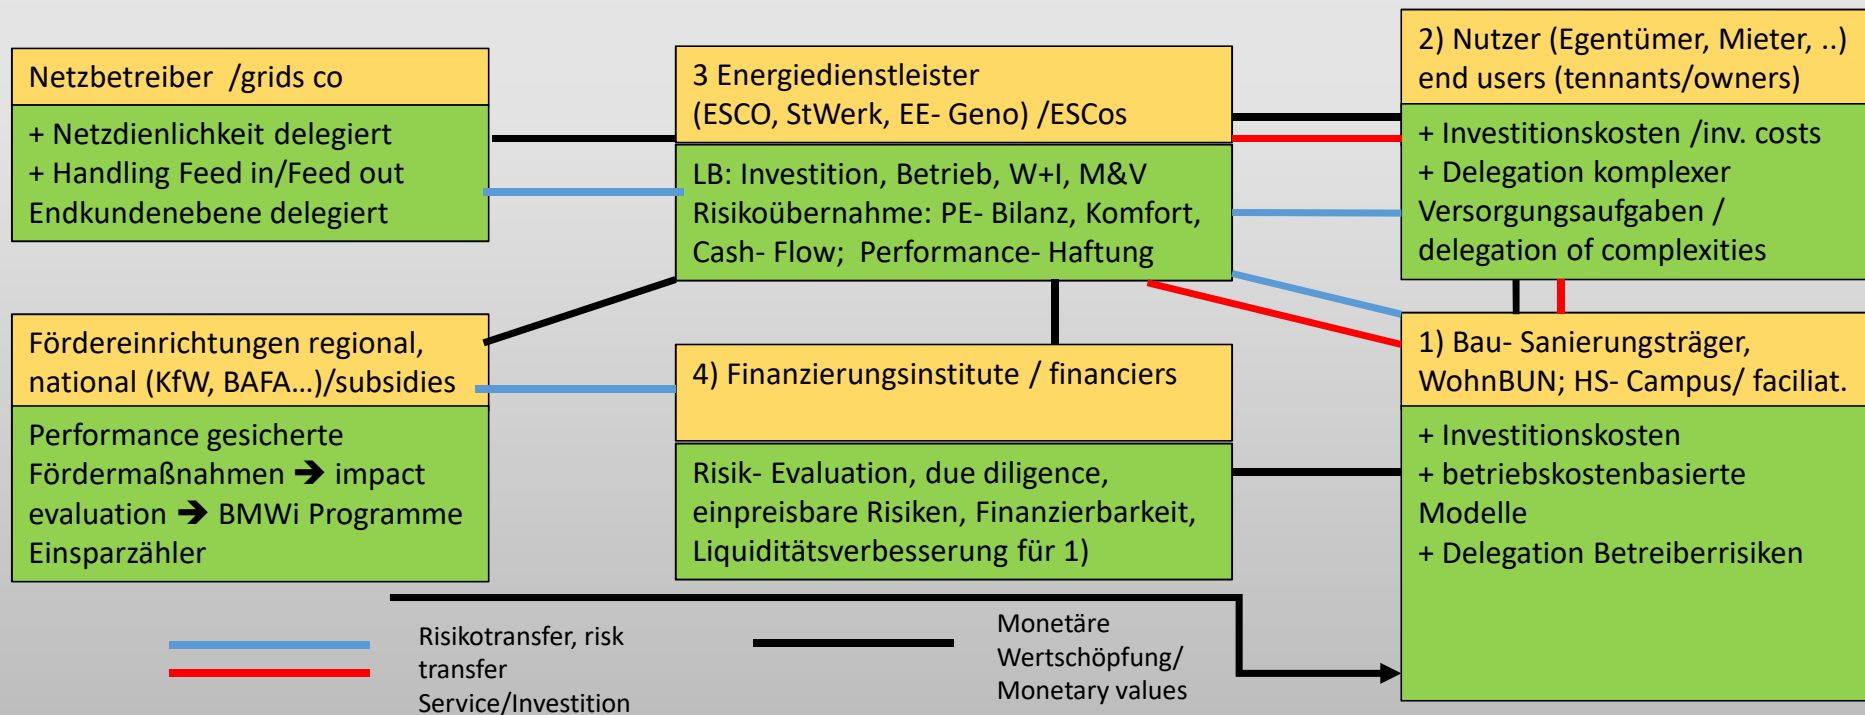 Netzbetreiber /grids co
+ Netzdienlichkeit delegiert
+ Handling Feed in/Feed out
Endkundenebene delegiert
3 Energiedienstleister
(ESCO, StWerk, EE- Geno) /ESCos
LB: Investition, Betrieb, W+I, M&V
Risikoübernahme: PE- Bilanz, Komfort,
Cash- Flow; Performance- Haftung
2) Nutzer (Egentümer, Mieter, ..)
end users (tennants/owners)
+ Investitionskosten /inv. costs
+ Delegation komplexer
Versorgungsaufgaben /
delegation of complexities
Fördereinrichtungen regional,
national (KfW, BAFA...)/subsidies
Performance gesicherte
Fördermaßnahmen ➔ impact
evaluation ➔ BMWi Programme
Einsparzähler
4) Finanzierungsinstitute / financiers
Risik- Evaluation, due diligence,
einpreisbare Risiken, Finanzierbarkeit,
Liquiditätsverbesserung für 1)
1) Bau- Sanierungsträger,
WohnBUN; HS- Campus/ faciliat.
+ Investitionskosten
+ betriebskostenbasierte
Modelle
+ Delegation Betreiberrisiken
Risikotransfer, risk
transfer
Service/Investition
Monetäre
Wertschöpfung/
Monetary values